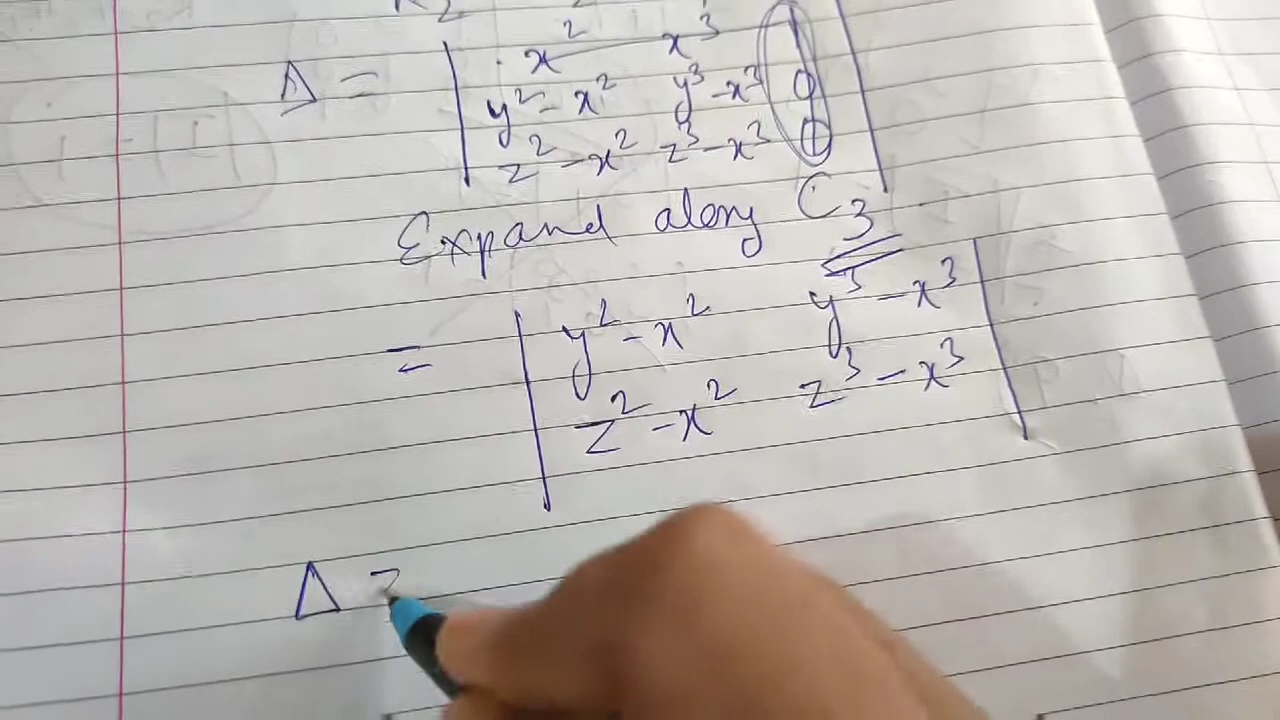 R2
Δ = | x² x³ 1 |
| y² - x² y³ - x³ 0 |
| z² - x² z³ - x³ 0 |
Expand along C3
= | y² - x² y³ - x³ |
| z² - x² z³ - x³ |
Δ =